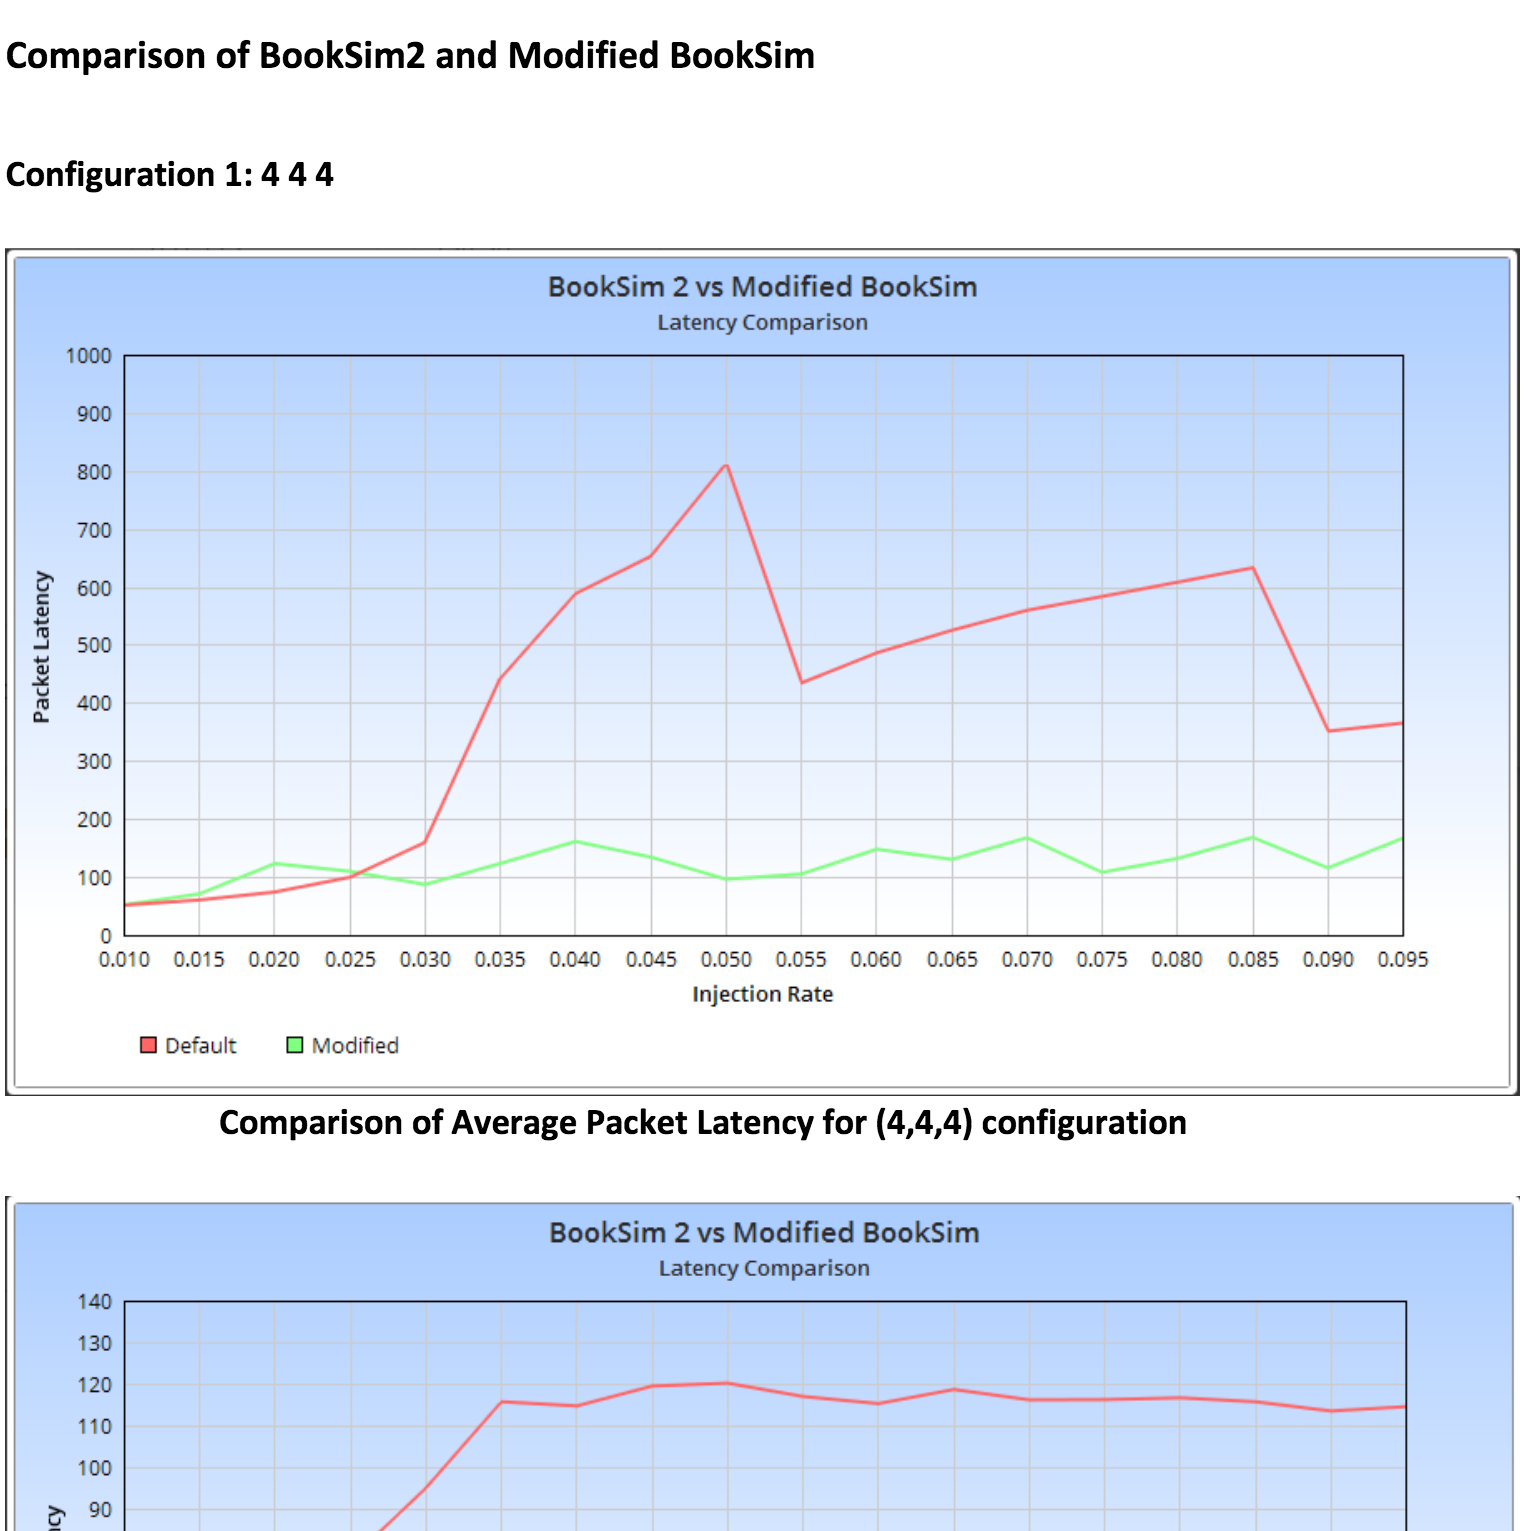 Comparison of BookSim2 and Modified BookSim
Configuration 1: 4 4 4
BookSim 2 vs Modified BookSim
Latency Comparison
1000
900
800
700
600
500
400
300
200
100
0
Packet Latency
0.010 0.015 0.020 0.025 0.030 0.035 0.040 0.045 0.050 0.055 0.060 0.065 0.070 0.075 0.080 0.085 0.090 0.095
Injection Rate
Default Modified
Comparison of Average Packet Latency for (4,4,4) configuration
BookSim 2 vs Modified BookSim
Latency Comparison
140
130
120
110
100
90